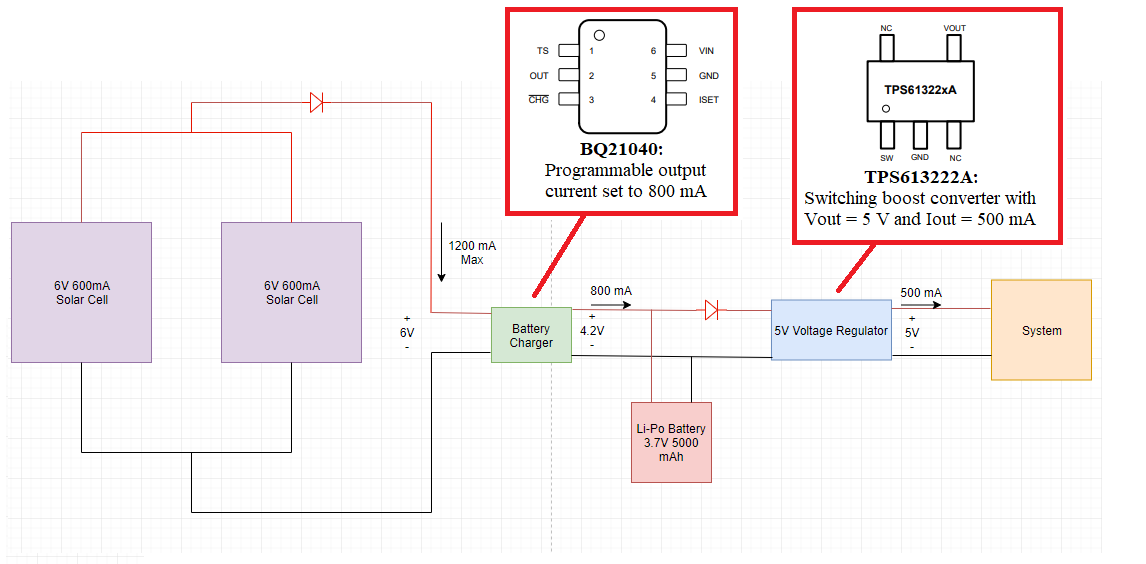 TS
1
6
VIN
OUT
2
5
GND
CHG
3
4
ISET
BQ21040:
Programmable output
current set to 800 mA
NC
VOUT
TPS61322xA
SW
GND
NC
TPS613222A:
Switching boost converter with
Vout = 5 V and Iout = 500 mA
6V 600mA
Solar Cell
6V 600mA
Solar Cell
1200 mA
Max
+
6V
-
Battery
Charger
800 mA
+
4.2V
-
5V Voltage Regulator
500 mA
+
5V
-
System
Li-Po Battery
3.7V 5000
mAh